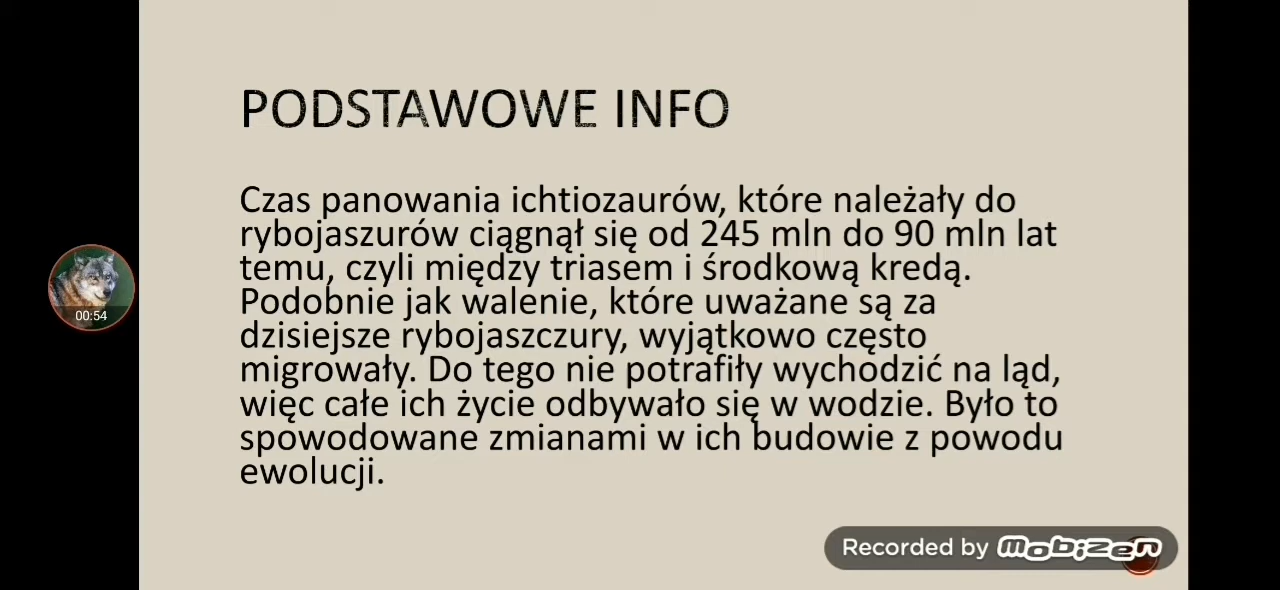 PODSTAWOWE INFO
Czas panowania ichtiozaurów, które należały do
rybojaszurów ciągnął się od 245 mln do 90 mln lat
temu, czyli między triasem i środkową kredą.
Podobnie jak walenie, które uważane są za
dzisiejsze rybojaszczury, wyjątkowo często
migrowały. Do tego nie potrafiły wychodzić na ląd,
więc całe ich życie odbywało się w wodzie. Było to
spowodowane zmianami w ich budowie z powodu
ewolucji.
00:54
Recorded by mobizen